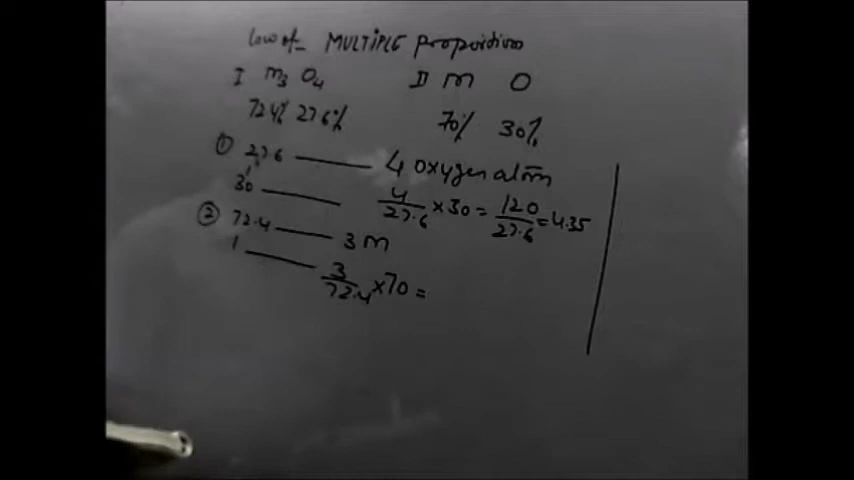 Law of MULTIPLE proportions
I M₃ O₄ II M O
72.4% 27.6% 70% 30%
① 27.6 —— 4 oxygen atom
1
30 —— 4/27.6 ×30 = 120/27.6 = 4.35
② 72.4 —— 3 M
1 —— 3/72.4 ×70 =